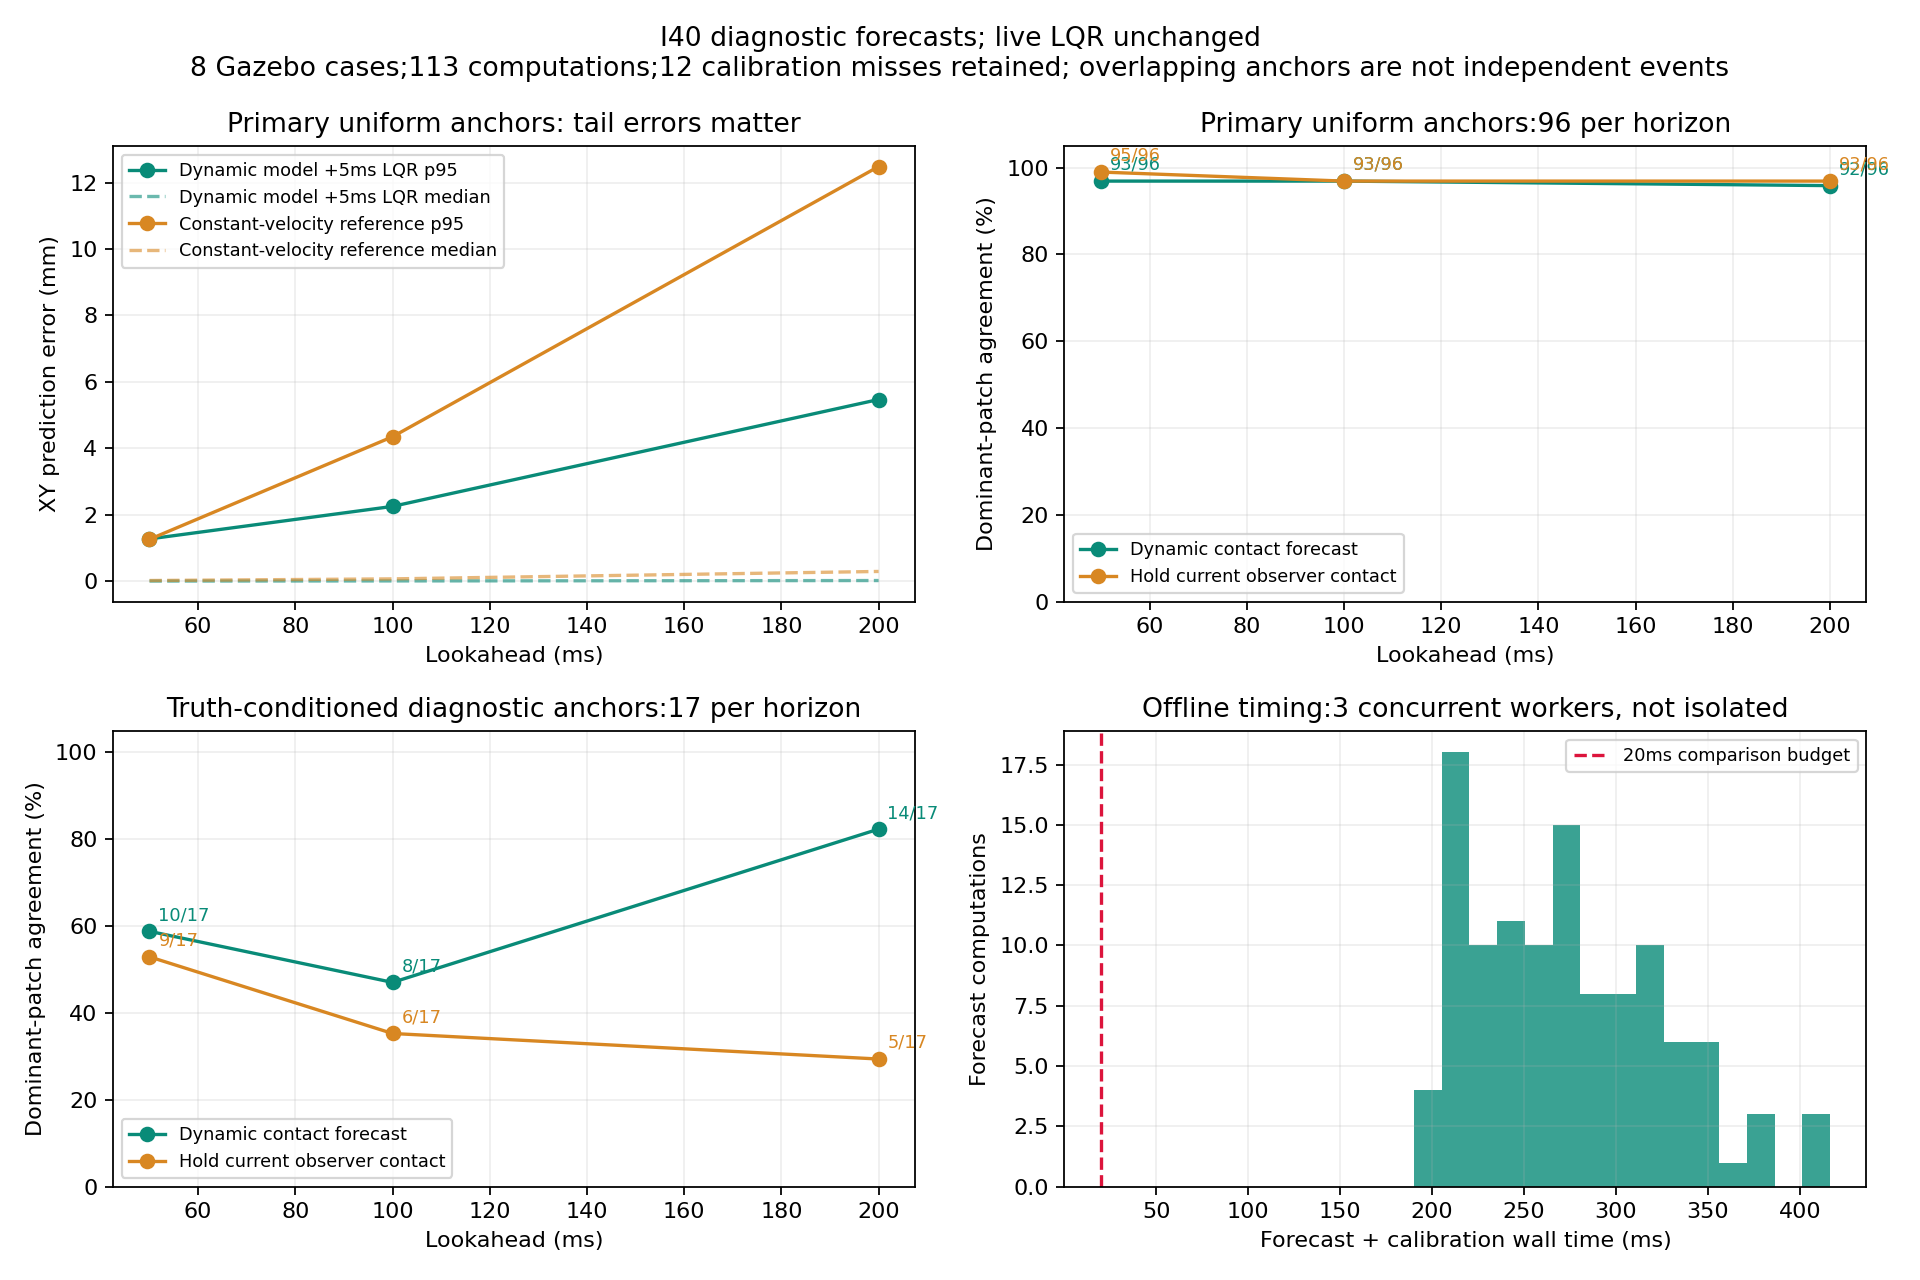 I40 diagnostic forecasts; live LQR unchanged
8 Gazebo cases;113 computations;12 calibration misses retained; overlapping anchors are not independent events
Primary uniform anchors: tail errors matter
Dynamic model +5ms LQR p95
Dynamic model +5ms LQR median
Constant-velocity reference p95
Constant-velocity reference median
XY prediction error (mm)
12
10
8
6
4
2
0
60 80 100 120 140 160 180 200
Lookahead (ms)
Primary uniform anchors:96 per horizon
95/96
93/96
93/96
93/96
93/96
92/96
Dominant-patch agreement (%)
100
80
60
40
20
0
Dynamic contact forecast
Hold current observer contact
60 80 100 120 140 160 180 200
Lookahead (ms)
Truth-conditioned diagnostic anchors:17 per horizon
Dominant-patch agreement (%)
100
80
60
40
20
0
14/17
10/17
9/17
8/17
6/17
5/17
Dynamic contact forecast
Hold current observer contact
60 80 100 120 140 160 180 200
Lookahead (ms)
Offline timing:3 concurrent workers, not isolated
20ms comparison budget
Forecast computations
17.5
15.0
12.5
10.0
7.5
5.0
2.5
0.0
50 100 150 200 250 300 350 400
Forecast + calibration wall time (ms)